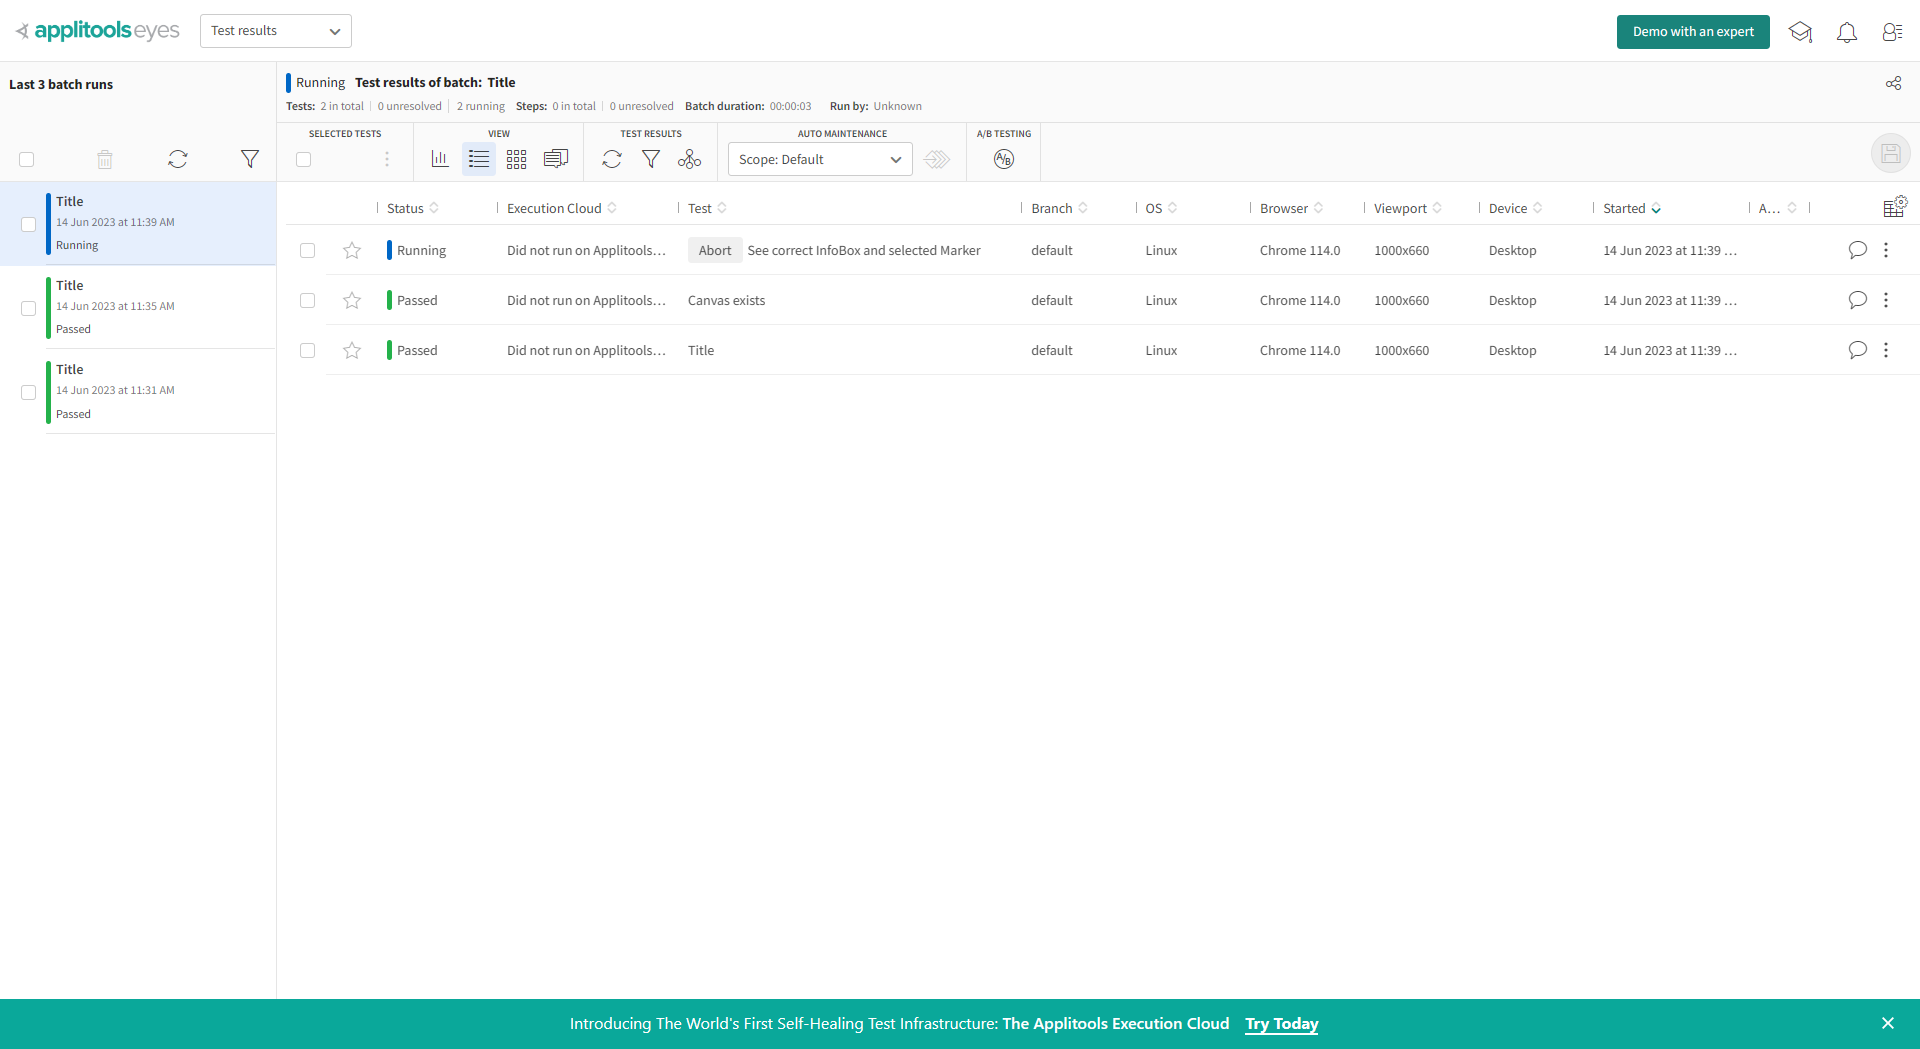 applitools eyes
Test results
Demo with an expert
Last 3 batch runs
Running Test results of batch: Title
Tests: 2 in total 0 unresolved 2 running Steps: 0 in total 0 unresolved Batch duration: 00:00:03 Run by: Unknown
SELECTED TESTS VIEW TEST RESULTS AUTO MAINTENANCE A/B TESTING
Scope: Default
A/B
Title
14 Jun 2023 at 11:39 AM
Running
Title
14 Jun 2023 at 11:35 AM
Passed
Title
14 Jun 2023 at 11:31 AM
Passed
Status Execution Cloud Test Branch OS Browser Viewport Device Started A...
Running Did not run on Applitools... Abort See correct InfoBox and selected Marker default Linux Chrome 114.0 1000x660 Desktop 14 Jun 2023 at 11:39 ...
Passed Did not run on Applitools... Canvas exists default Linux Chrome 114.0 1000x660 Desktop 14 Jun 2023 at 11:39 ...
Passed Did not run on Applitools... Title default Linux Chrome 114.0 1000x660 Desktop 14 Jun 2023 at 11:39 ...
Introducing The World's First Self-Healing Test Infrastructure: The Applitools Execution Cloud Try Today